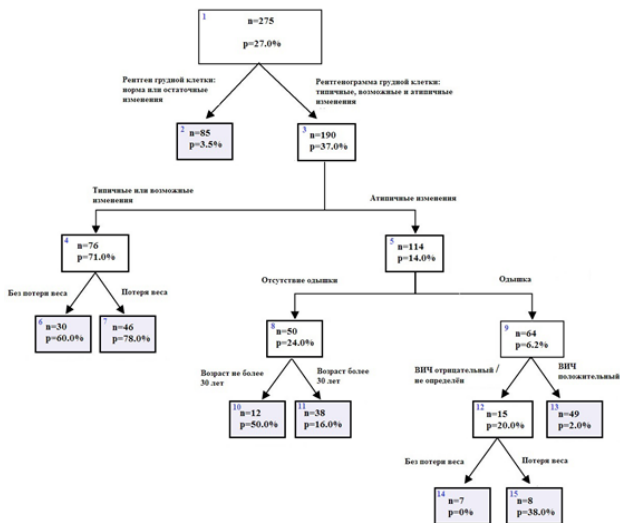 1
n=275
p=27.0%
Рентген грудной клетки:
норма или остаточные
изменения
Рентгенограмма грудной клетки:
типичные, возможные и атипичные
изменения
2
n=85
p=3.5%
3
n=190
p=37.0%
Типичные или возможные
изменения
Атипичные изменения
4
n=76
p=71.0%
5
n=114
p=14.0%
Без потери веса
Потеря веса
Отсутствие одышки
Одышка
6
n=30
p=60.0%
7
n=46
p=78.0%
8
n=50
p=24.0%
9
n=64
p=6.2%
Возраст не более
30 лет
Возраст более
30 лет
ВИЧ отрицательный /
не определён
ВИЧ
положительный
10
n=12
p=50.0%
11
n=38
p=16.0%
12
n=15
p=20.0%
13
n=49
p=2.0%
Без потери веса
Потеря веса
14
n=7
p=0%
15
n=8
p=38.0%